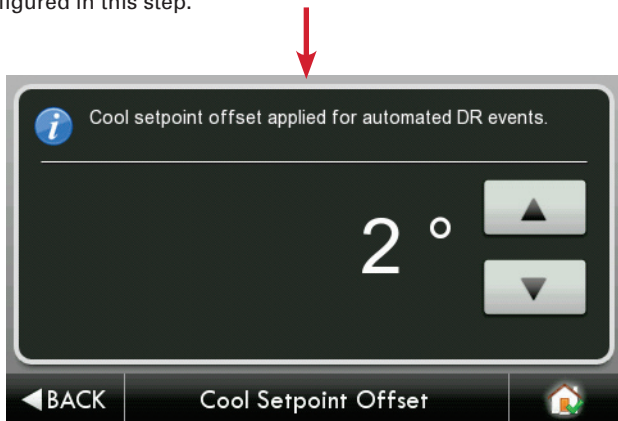 figured in this step.
Cool setpoint offset applied for automated DR events.
2 °
BACK
Cool Setpoint Offset